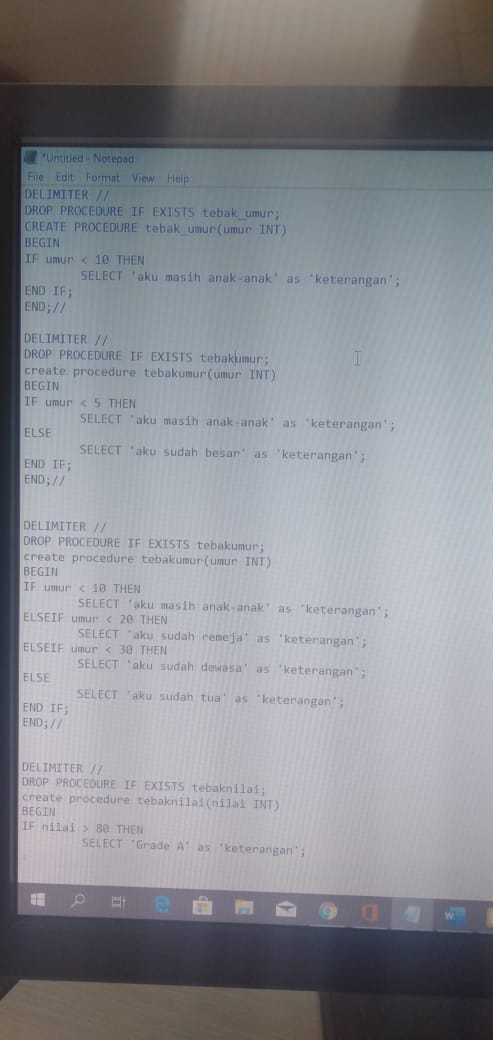 *Untitled - Notepad
File Edit Format View Help
DELIMITER //
DROP PROCEDURE IF EXISTS tebak_umur;
CREATE PROCEDURE tebak_umur(umur INT)
BEGIN
IF umur < 10 THEN
SELECT 'aku masih anak-anak' as 'keterangan';
END IF;
END;//
DELIMITER //
DROP PROCEDURE IF EXISTS tebakumur;
create procedure tebakumur(umur INT)
BEGIN
IF umur < 5 THEN
SELECT 'aku masih anak-anak' as 'keterangan';
ELSE
SELECT 'aku sudah besar' as 'keterangan';
END IF;
END;//
DELIMITER //
DROP PROCEDURE IF EXISTS tebakumur;
create procedure tebakumur(umur INT)
BEGIN
IF umur < 10 THEN
SELECT 'aku masih anak-anak' as 'keterangan';
ELSEIF umur < 20 THEN
SELECT 'aku sudah remeja' as 'keterangan';
ELSEIF umur < 30 THEN
SELECT 'aku sudah dewasa' as 'keterangan';
ELSE
SELECT 'aku sudah tua' as 'keterangan';
END IF;
END;//
DELIMITER //
DROP PROCEDURE IF EXISTS tebaknilai;
create procedure tebaknilai(nilai INT)
BEGIN
IF nilai > 80 THEN
SELECT 'Grade A' as 'keterangan';